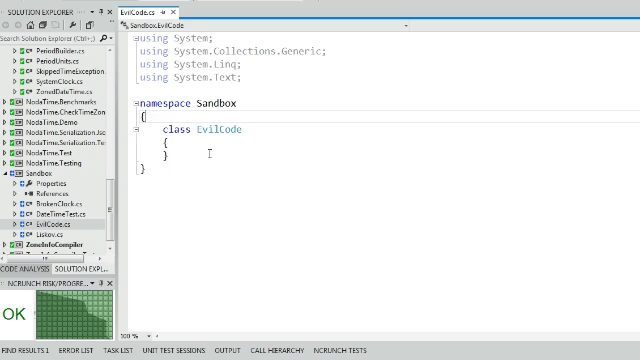 SOLUTION EXPLORER
Search Solution Explorer (Ctrl+;)
PeriodBuilder.cs
PeriodUnits.cs
SkippedTimeException
SystemClock.cs
ZonedDateTime.cs
NodaTime.Benchmarks
NodaTime.CheckTimeZon
NodaTime.Demo
NodaTime.Serialization.Jso
NodaTime.Serialization.Te
NodaTime.Test
NodaTime.Testing
Sandbox
Properties
References
BrokenClock.cs
DateTimeTest.cs
EvilCode.cs
Liskov.cs
ZoneInfoCompiler
CODE ANALYSIS
SOLUTION EXPL...
NCRUNCH RISK/PROGRE...
OK
EvilCode.cs
Sandbox.EvilCode
using System;
using System.Collections.Generic;
using System.Linq;
using System.Text;
namespace Sandbox
{
class EvilCode
{
}
}
100 %
FIND RESULTS 1
ERROR LIST
TASK LIST
UNIT TEST SESSIONS
OUTPUT
CALL HIERARCHY
NCRUNCH TESTS